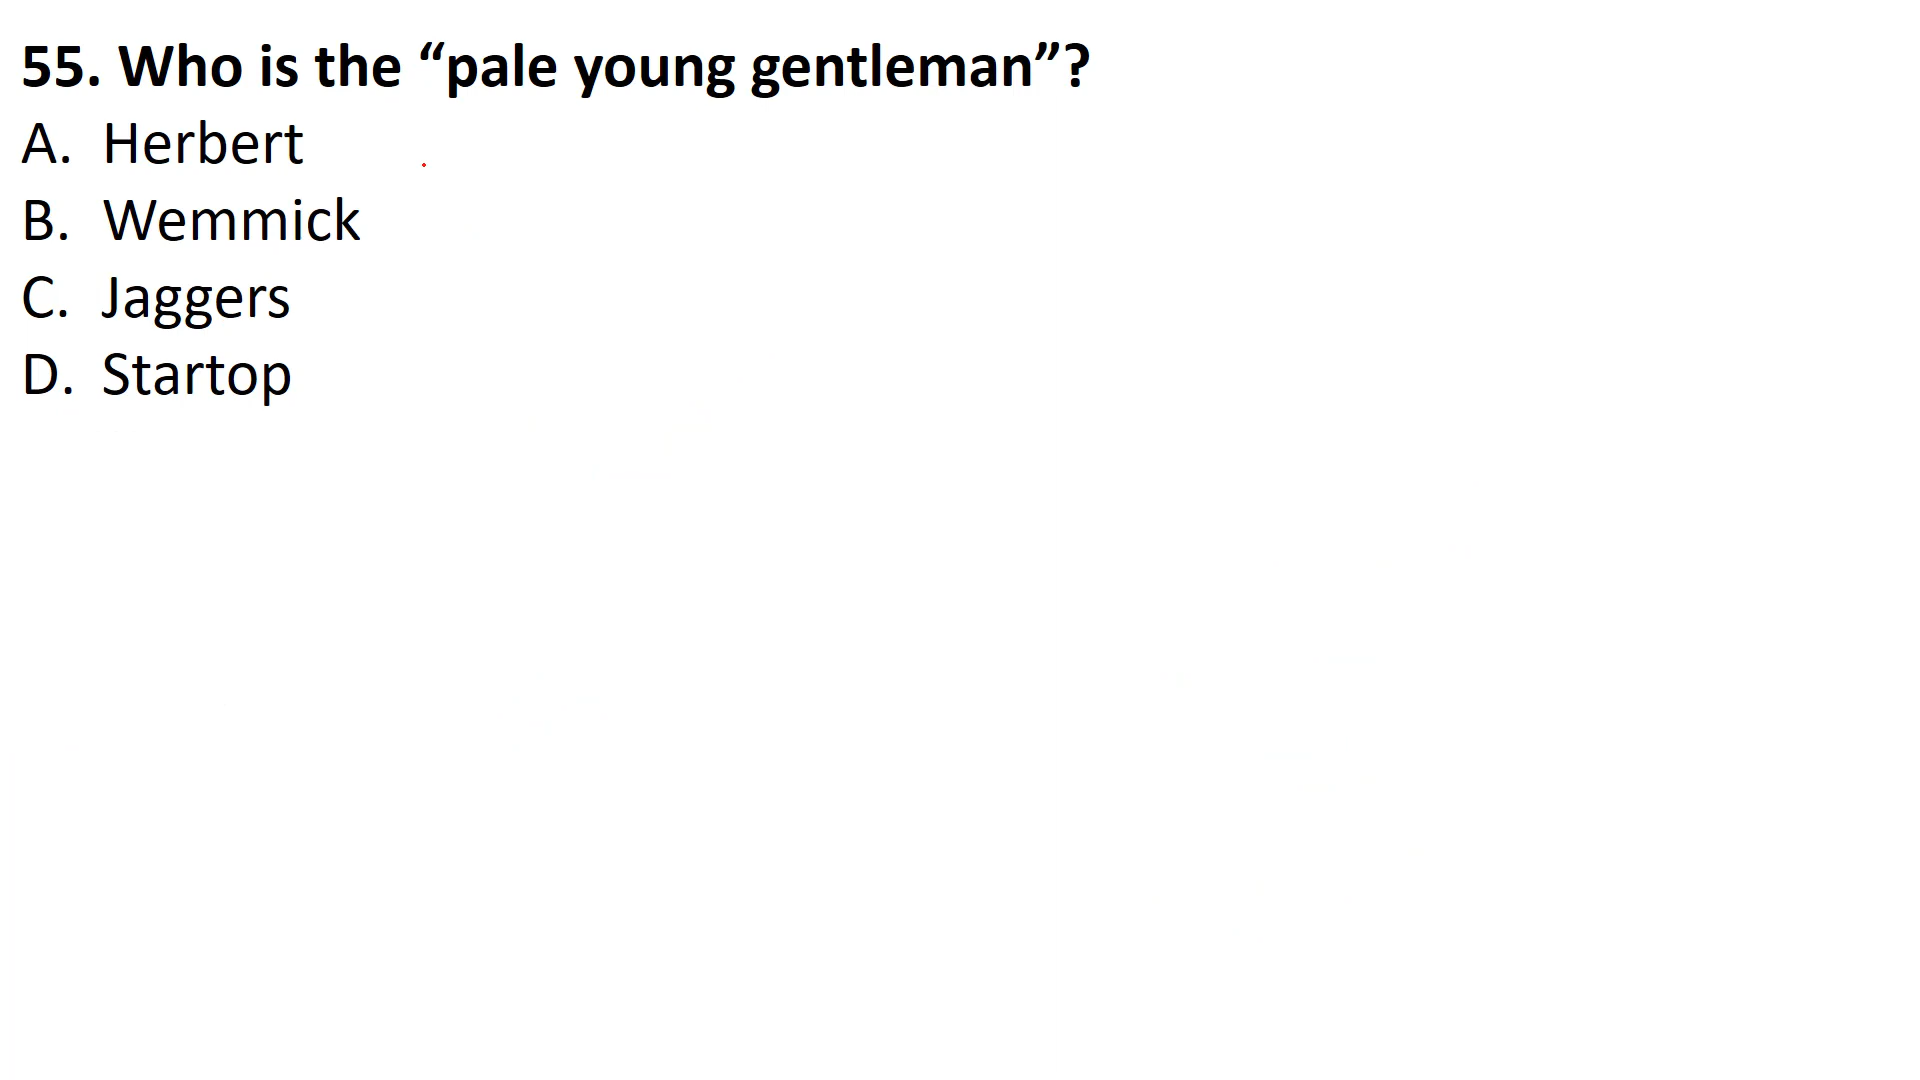 55. Who is the “pale young gentleman”?
A. Herbert
B. Wemmick
C. Jaggers
D. Startop